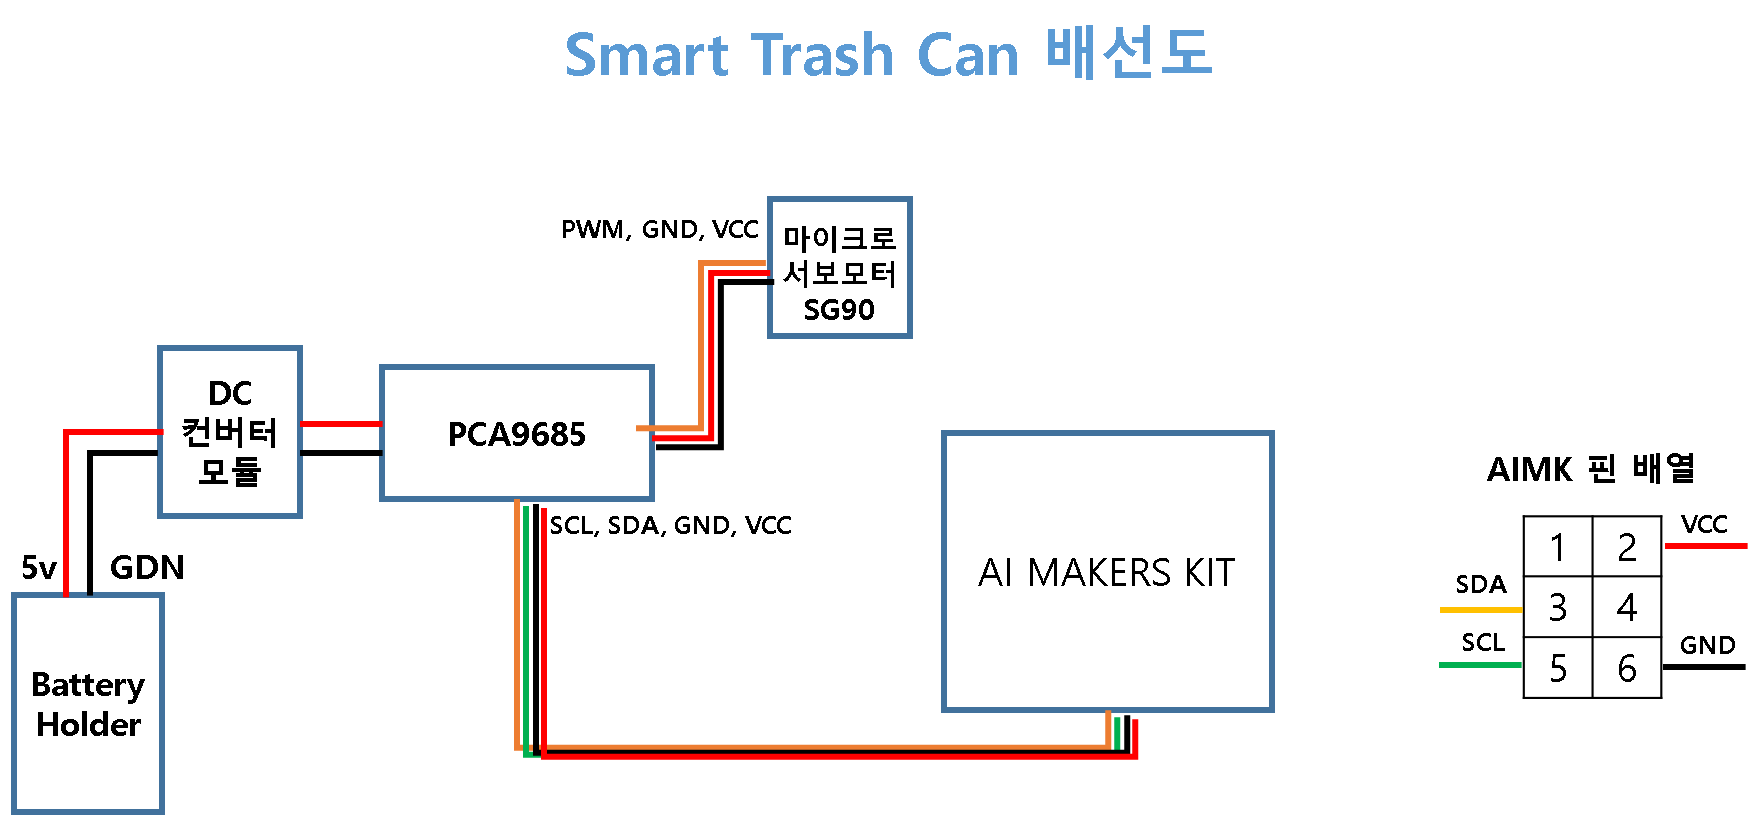 Smart Trash Can 배선도
PWM, GND, VCC
마이크로
서보모터
SG90
DC
컨버터
모듈
PCA9685
SCL, SDA, GND, VCC
5v
GDN
Battery
Holder
AI MAKERS KIT
AIMK 핀 배열
VCC
1 2
SDA
3 4
SCL
GND
5 6